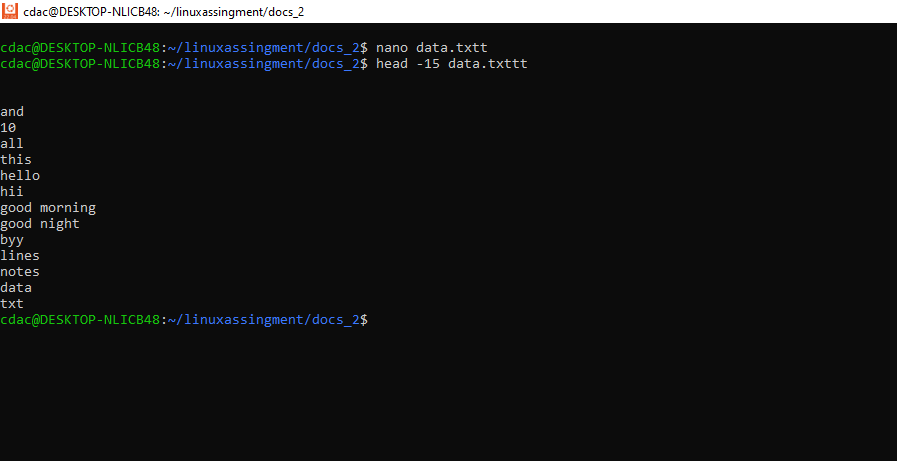 cdac@DESKTOP-NLICB48: ~/linuxassingment/docs_2
cdac@DESKTOP-NLICB48:~/linuxassingment/docs_2$ nano data.txtt
cdac@DESKTOP-NLICB48:~/linuxassingment/docs_2$ head -15 data.txttt
and
10
all
this
hello
hii
good morning
good night
byy
lines
notes
data
txt
cdac@DESKTOP-NLICB48:~/linuxassingment/docs_2$